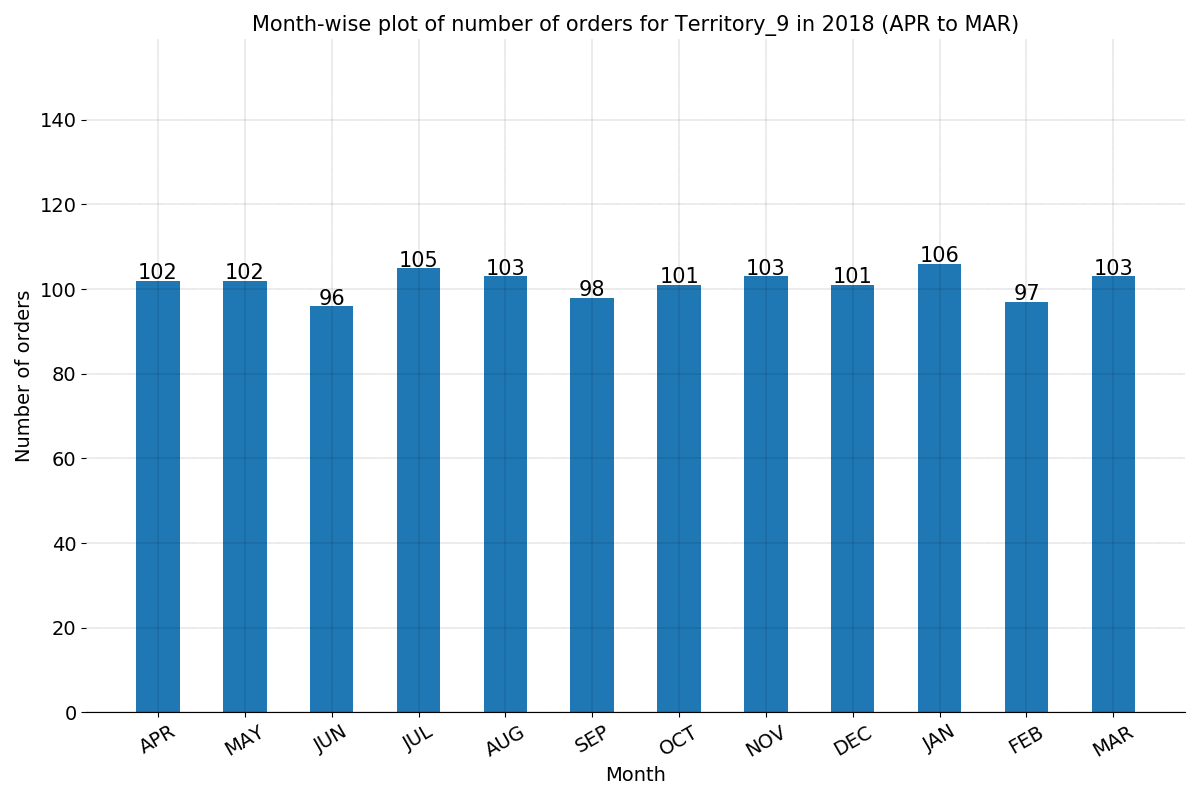 Month-wise plot of number of orders for Territory_9 in 2018 (APR to MAR)
140
120
100
80
60
40
20
0
Number of orders
102
102
96
105
103
98
101
103
101
106
97
103
APR
MAY
JUN
JUL
AUG
SEP
OCT
NOV
DEC
JAN
FEB
MAR
Month